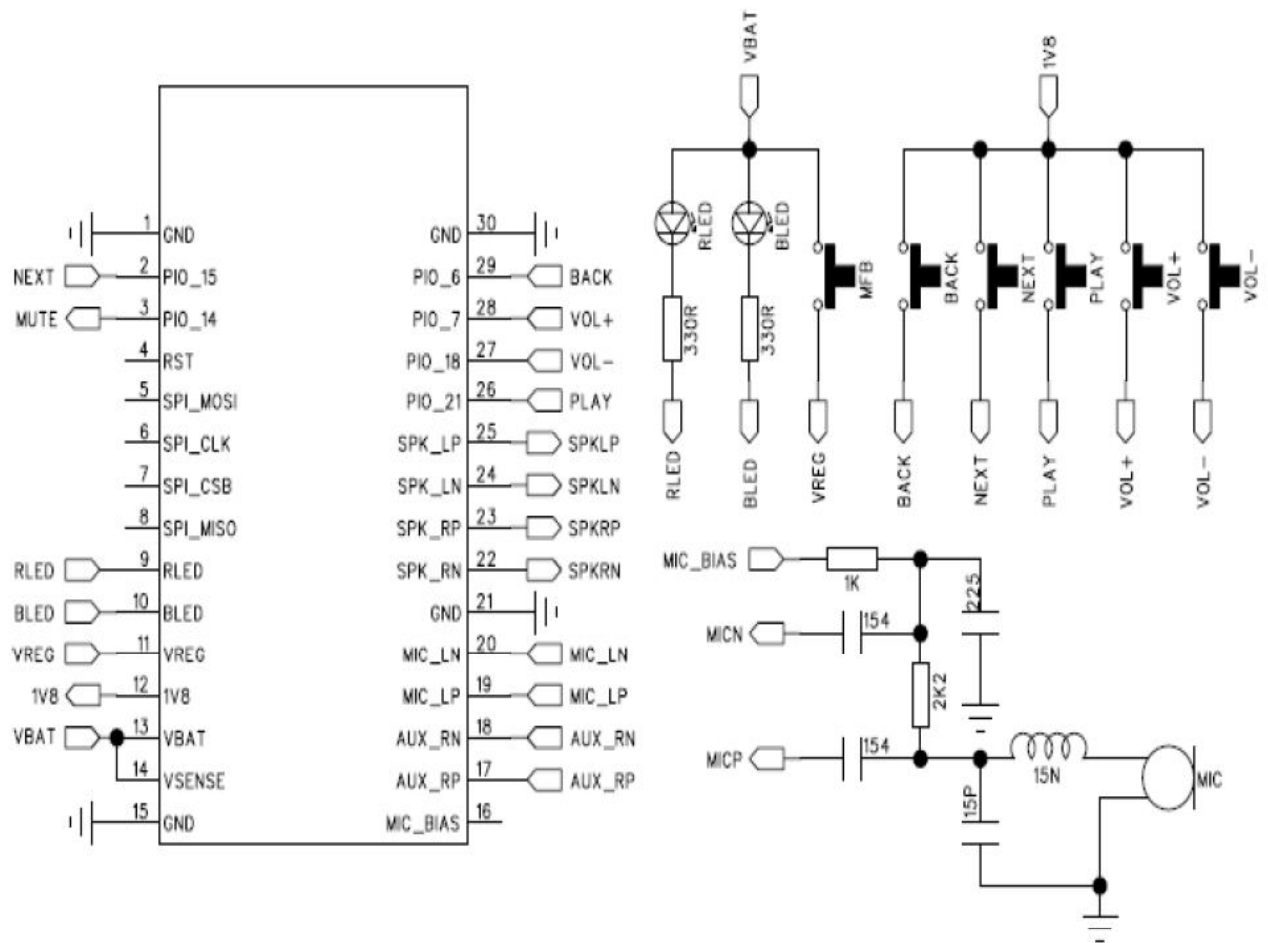 VBAT
1V8
1 GND
GND 30
NEXT 2 PIO_15
PIO_6 29 BACK
MUTE 3 PIO_14
PIO_7 28 VOL+
4 RST
PIO_18 27 VOL-
5 SPI_MOSI
PIO_21 26 PLAY
6 SPI_CLK
SPK_LP 25 SPKLP
7 SPI_CSB
SPK_LN 24 SPKLN
8 SPI_MISO
SPK_RP 23 SPKRP
RLED 9 RLED
SPK_RN 22 SPKRN
BLED 10 BLED
GND 21
VREG 11 VREG
MIC_LN 20 MIC_LN
1V8 12 1V8
MIC_LP 19 MIC_LP
VBAT 13 VBAT
AUX_RN 18 AUX_RN
14 VSENSE
AUX_RP 17 AUX_RP
15 GND
MIC_BIAS 16
RLED
BLED
MFB
BACK
NEXT
PLAY
VOL+
VOL-
330R
330R
RLED
BLED
VREG
BACK
NEXT
PLAY
VOL+
VOL-
MIC_BIAS
1K
225
MICN
154
2K2
MICP
154
15N
MIC
15P